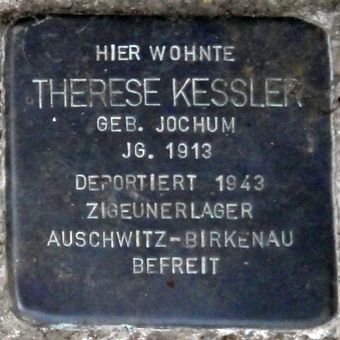 HIER WOHNTE
THERESE KESSLER
GEB. JOCHUM
JG. 1913
DEPORTIERT 1943
ZIGEUNERLAGER
AUSCHWITZ-BIRKENAU
BEFREIT